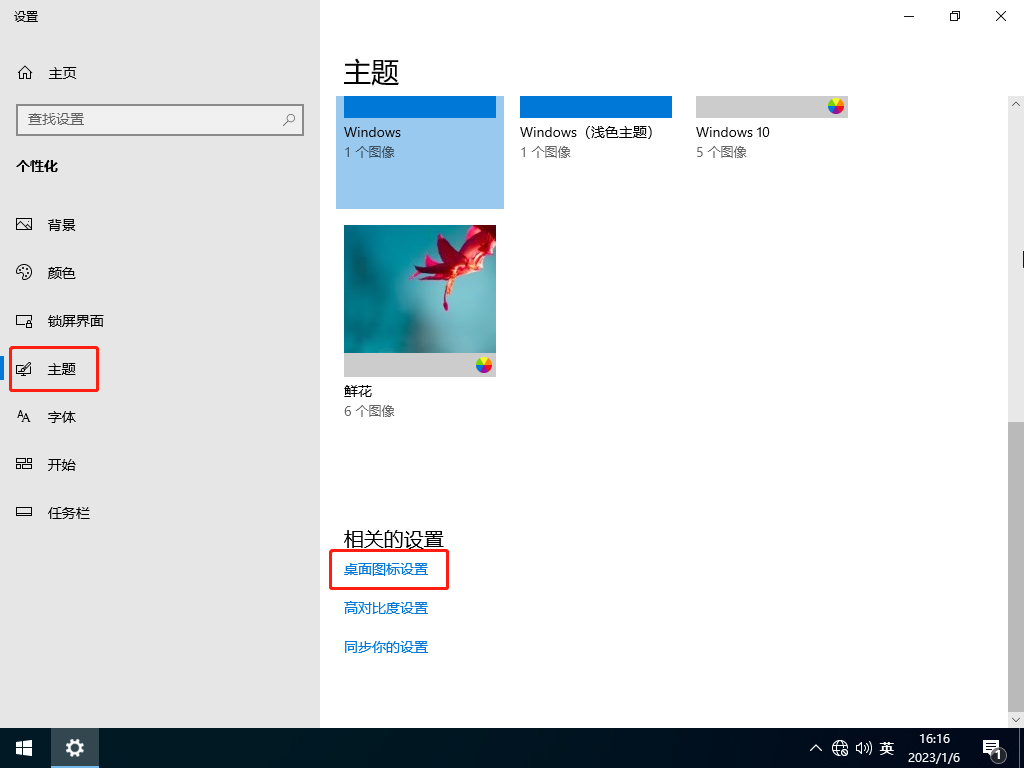 设置
主页
查找设置
个性化
背景
颜色
锁屏界面
主题
字体
开始
任务栏
主题
Windows
1 个图像
Windows（浅色主题）
1 个图像
Windows 10
5 个图像
鲜花
6 个图像
相关的设置
桌面图标设置
高对比度设置
同步你的设置
英
16:16
2023/1/6
1